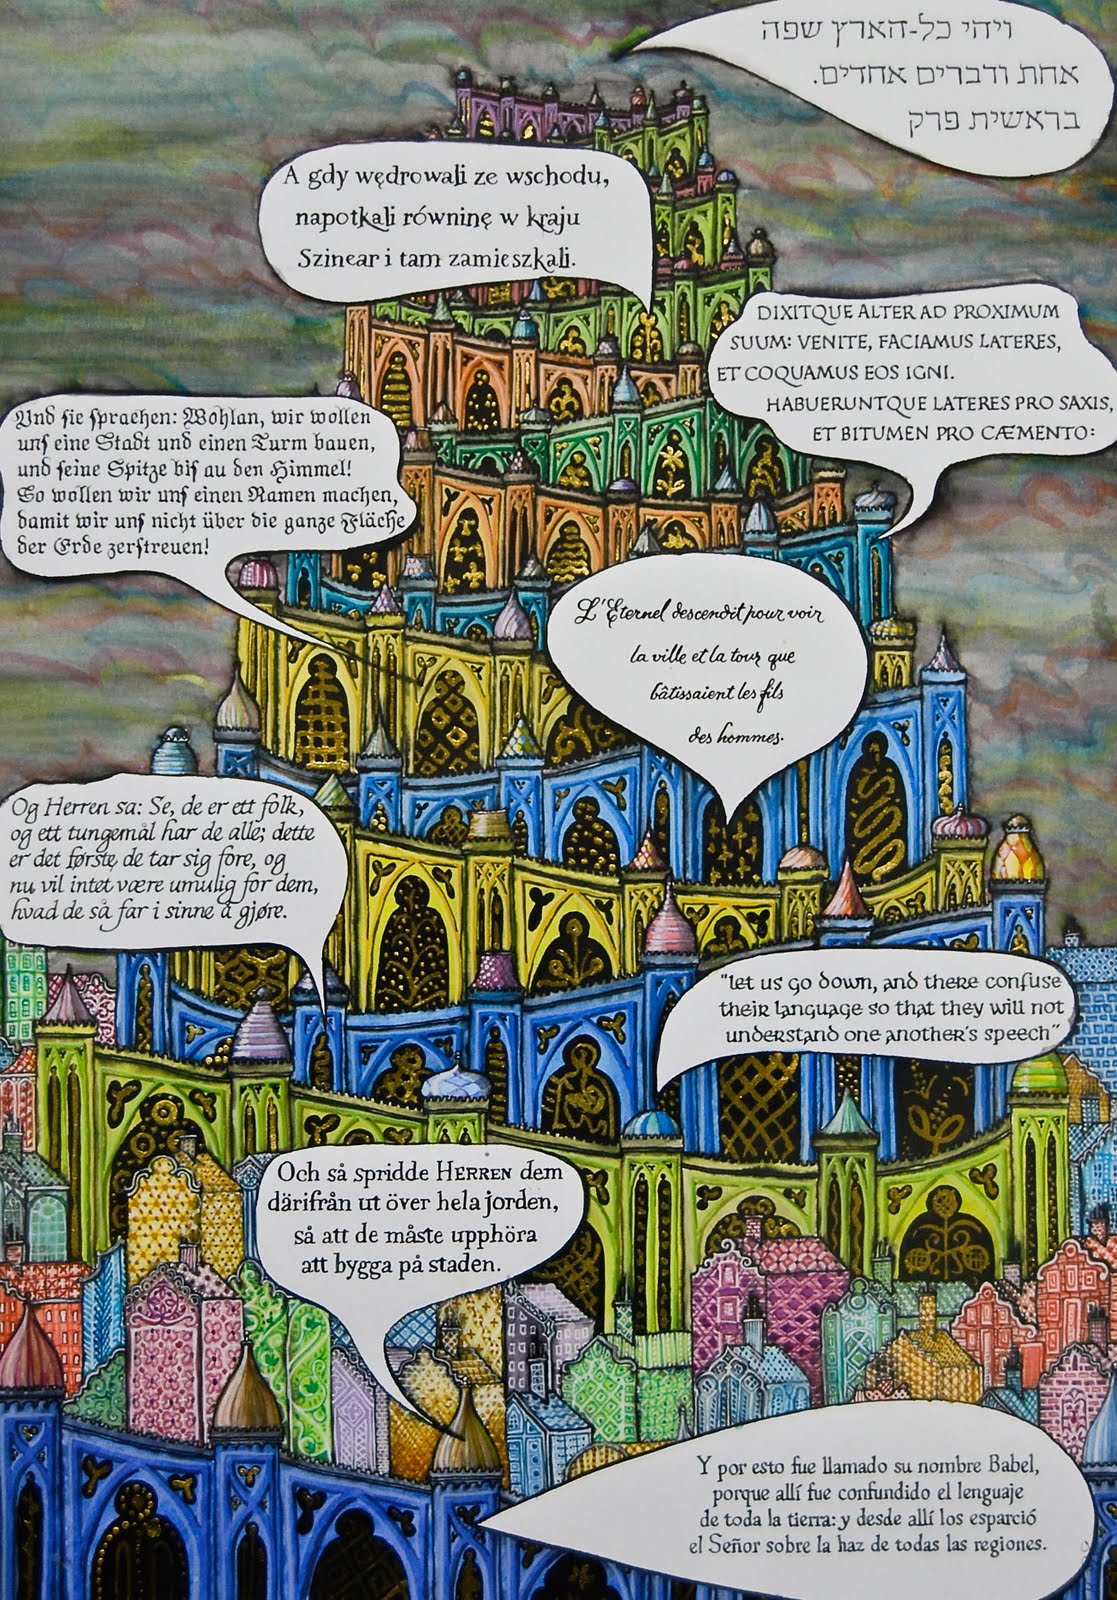 ויהי כל-הארץ שפה
אחת ודברים אחדים.
בראשית פרק
A gdy wędrowali ze wschodu,
napotkali równinę w kraju
Szinear i tam zamieszkali.
DIXITQUE ALTER AD PROXIMUM
SUUM: VENITE, FACIAMUS LATERES,
ET COQUAMUS EOS IGNI.
HABUERUNTQUE LATERES PRO SAXIS,
ET BITUMEN PRO CÆMENTO:
Und ſie ſprachen: Wohlan, wir wollen
unſ eine Stadt und einen Turm bauen,
und ſeine Spitze biſ au den Himmel!
So wollen wir unſ einen Namen machen,
damit wir unſ nicht über die ganze Fläche
der Erde zerſtreuen!
L'Éternel descendit pour voir
la ville et la tour que
bâtissaient les fils
des hommes.
Og Herren sa: Se, de er ett folk,
og ett tungemål har de alle; dette
er det første de tar sig fore, og
nu vil intet være umulig for dem,
hvad de så får i sinne å gjøre.
"let us go down, and there confuse
their language so that they will not
understand one another's speech"
Och så spridde HERREN dem
därifrån ut över hela jorden,
så att de måste upphöra
att bygga på staden.
Y por esto fue llamado su nombre Babel,
porque allí fue confundido el lenguaje
de toda la tierra: y desde allí los esparció
el Señor sobre la haz de todas las regiones.